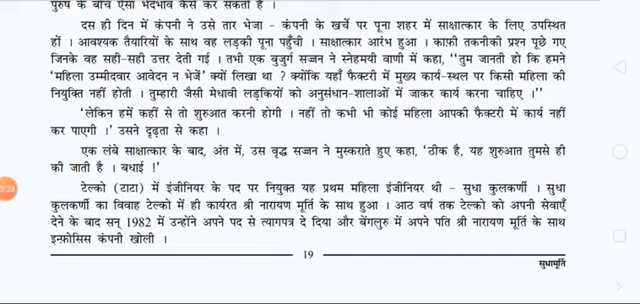 पुरुष के बीच ऐसा भेदभाव कैसे कर सकती है ।
दस ही दिन में कंपनी ने उसे तार भेजा - कंपनी के खर्चे पर पूना शहर में साक्षात्कार के लिए उपस्थित
हों । आवश्यक तैयारियों के साथ वह लड़की पूना पहुँची । साक्षात्कार आरंभ हुआ । काफ़ी तकनीकी प्रश्न पूछे गए
जिनके वह सही-सही उत्तर देती गई । तभी एक बुजुर्ग सज्जन ने स्नेहमयी वाणी में कहा, ‘‘तुम जानती हो कि हमने
‘महिला उम्मीदवार आवेदन न भेजें’ क्यों लिखा था ? क्योंकि यहाँ फैक्टरी में मुख्य कार्य-स्थल पर किसी महिला की
नियुक्ति नहीं होती । तुम्हारी जैसी मेधावी लड़कियों को अनुसंधान-शालाओं में जाकर कार्य करना चाहिए ।’’
‘लेकिन हमें कहीं से तो शुरुआत करनी होगी । नहीं तो कभी भी कोई महिला आपकी फैक्टरी में कार्य नहीं
कर पाएगी ।’ उसने दृढ़ता से कहा ।
एक लंबे साक्षात्कार के बाद, अंत में, उस वृद्ध सज्जन ने मुस्कराते हुए कहा, ‘ठीक है, यह शुरुआत तुमसे ही
की जाती है । बधाई !’
टेल्को (टाटा) में इंजीनियर के पद पर नियुक्त यह प्रथम महिला इंजीनियर थी - सुधा कुलकर्णी । सुधा
कुलकर्णी का विवाह टेल्को में ही कार्यरत श्री नारायण मूर्ति के साथ हुआ । आठ वर्ष तक टेल्को को अपनी सेवाएँ
देने के बाद सन् 1982 में उन्होंने अपने पद से त्यागपत्र दे दिया और बेंगलुरु में अपने पति श्री नारायण मूर्ति के साथ
इन्फ़ोसिस कंपनी खोली ।
19
सुधामूर्ति
3:28